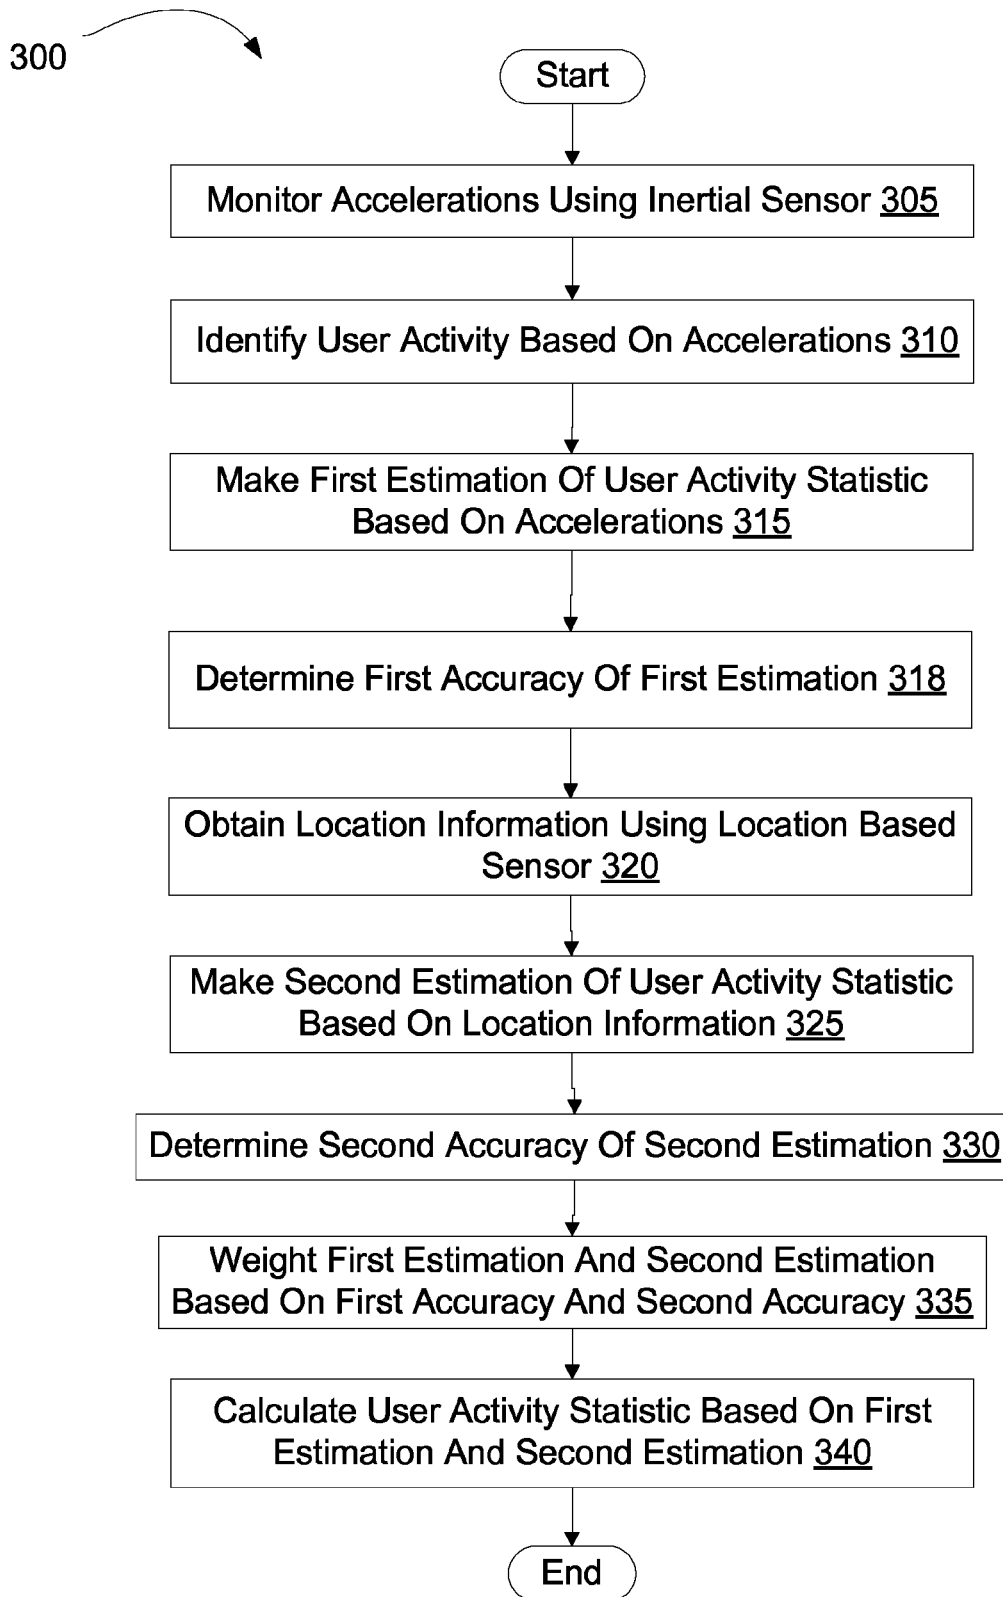 300
Start
Monitor Accelerations Using Inertial Sensor 305
Identify User Activity Based On Accelerations 310
Make First Estimation Of User Activity Statistic
Based On Accelerations 315
Determine First Accuracy Of First Estimation 318
Obtain Location Information Using Location Based
Sensor 320
Make Second Estimation Of User Activity Statistic
Based On Location Information 325
Determine Second Accuracy Of Second Estimation 330
Weight First Estimation And Second Estimation
Based On First Accuracy And Second Accuracy 335
Calculate User Activity Statistic Based On First
Estimation And Second Estimation 340
End